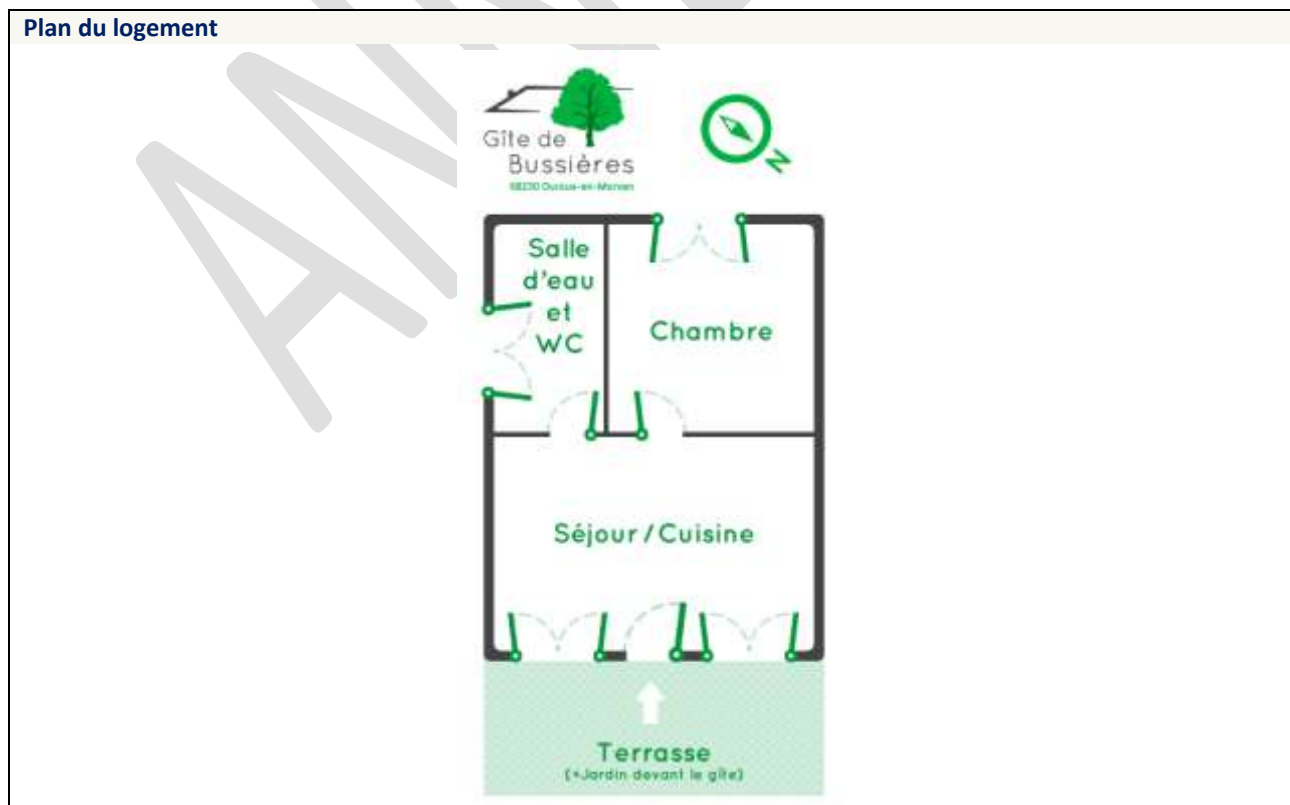 Plan du logement
Gîte de
Bussières
N
Salle
d'eau
et
WC
Chambre
Séjour / Cuisine
Terrasse
(+Jardin devant le gîte)